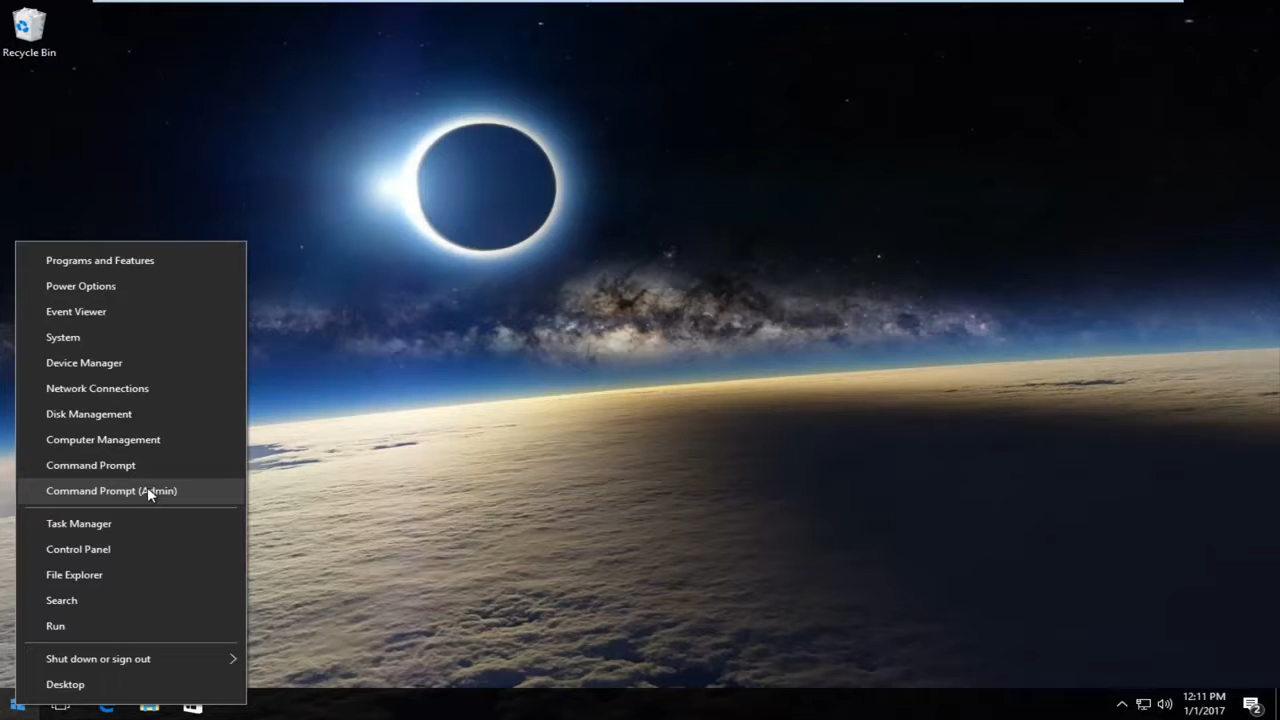 Recycle Bin
Programs and Features
Power Options
Event Viewer
System
Device Manager
Network Connections
Disk Management
Computer Management
Command Prompt
Command Prompt (Admin)
Task Manager
Control Panel
File Explorer
Search
Run
Shut down or sign out
Desktop
12:11 PM
1/1/2017
2